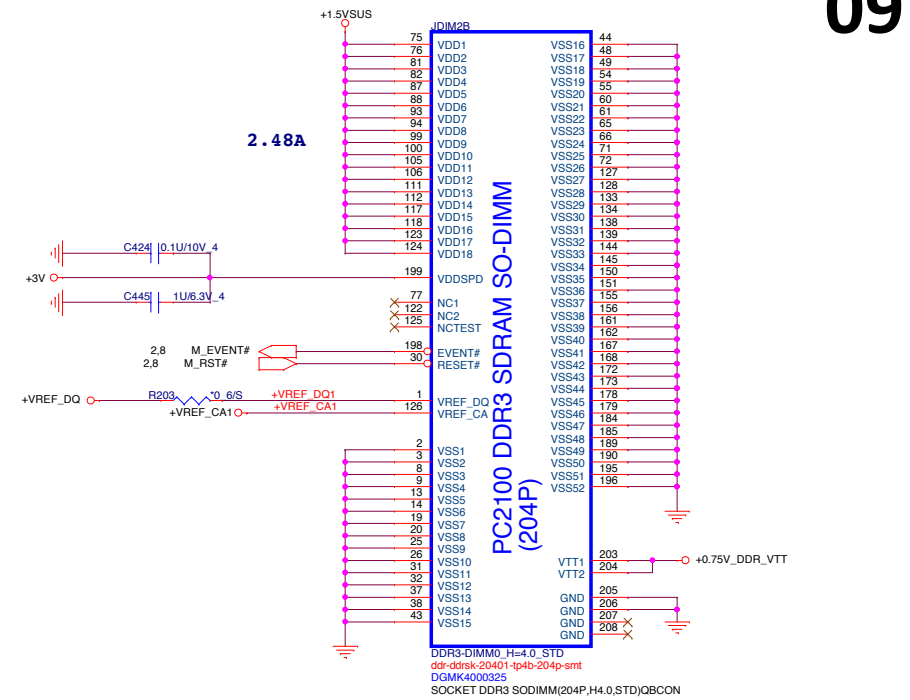 09
+1.5VSUS
JDIM2B
2.48A
75 VDD1
76 VDD2
81 VDD3
82 VDD4
87 VDD5
88 VDD6
93 VDD7
94 VDD8
99 VDD9
100 VDD10
105 VDD11
106 VDD12
111 VDD13
112 VDD14
117 VDD15
118 VDD16
123 VDD17
124 VDD18
C424 0.1U/10V_4
+3V
199 VDDSPD
C445 1U/6.3V_4
77 NC1
122 NC2
125 NCTEST
2,8 M_EVENT# 198 EVENT#
2,8 M_RST# 30 RESET#
+VREF_DQ R203 *0_6/S +VREF_DQ1 1 VREF_DQ
+VREF_CA1 +VREF_CA1 126 VREF_CA
2 VSS1
3 VSS2
8 VSS3
9 VSS4
13 VSS5
14 VSS6
19 VSS7
20 VSS8
25 VSS9
26 VSS10
31 VSS11
32 VSS12
37 VSS13
38 VSS14
43 VSS15
PC2100 DDR3 SDRAM SO-DIMM
(204P)
VSS16 44
VSS17 48
VSS18 49
VSS19 54
VSS20 55
VSS21 60
VSS22 61
VSS23 65
VSS24 66
VSS25 71
VSS26 72
VSS27 127
VSS28 128
VSS29 133
VSS30 134
VSS31 138
VSS32 139
VSS33 144
VSS34 145
VSS35 150
VSS36 151
VSS37 155
VSS38 156
VSS39 161
VSS40 162
VSS41 167
VSS42 168
VSS43 172
VSS44 173
VSS45 178
VSS46 179
VSS47 184
VSS48 185
VSS49 189
VSS50 190
VSS51 195
VSS52 196
VTT1 203
VTT2 204
+0.75V_DDR_VTT
GND 205
GND 206
GND 207
GND 208
DDR3-DIMM0_H=4.0_STD
ddr-ddrsk-20401-tp4b-204p-smt
DGMK4000325
SOCKET DDR3 SODIMM(204P,H4.0,STD)QBCON